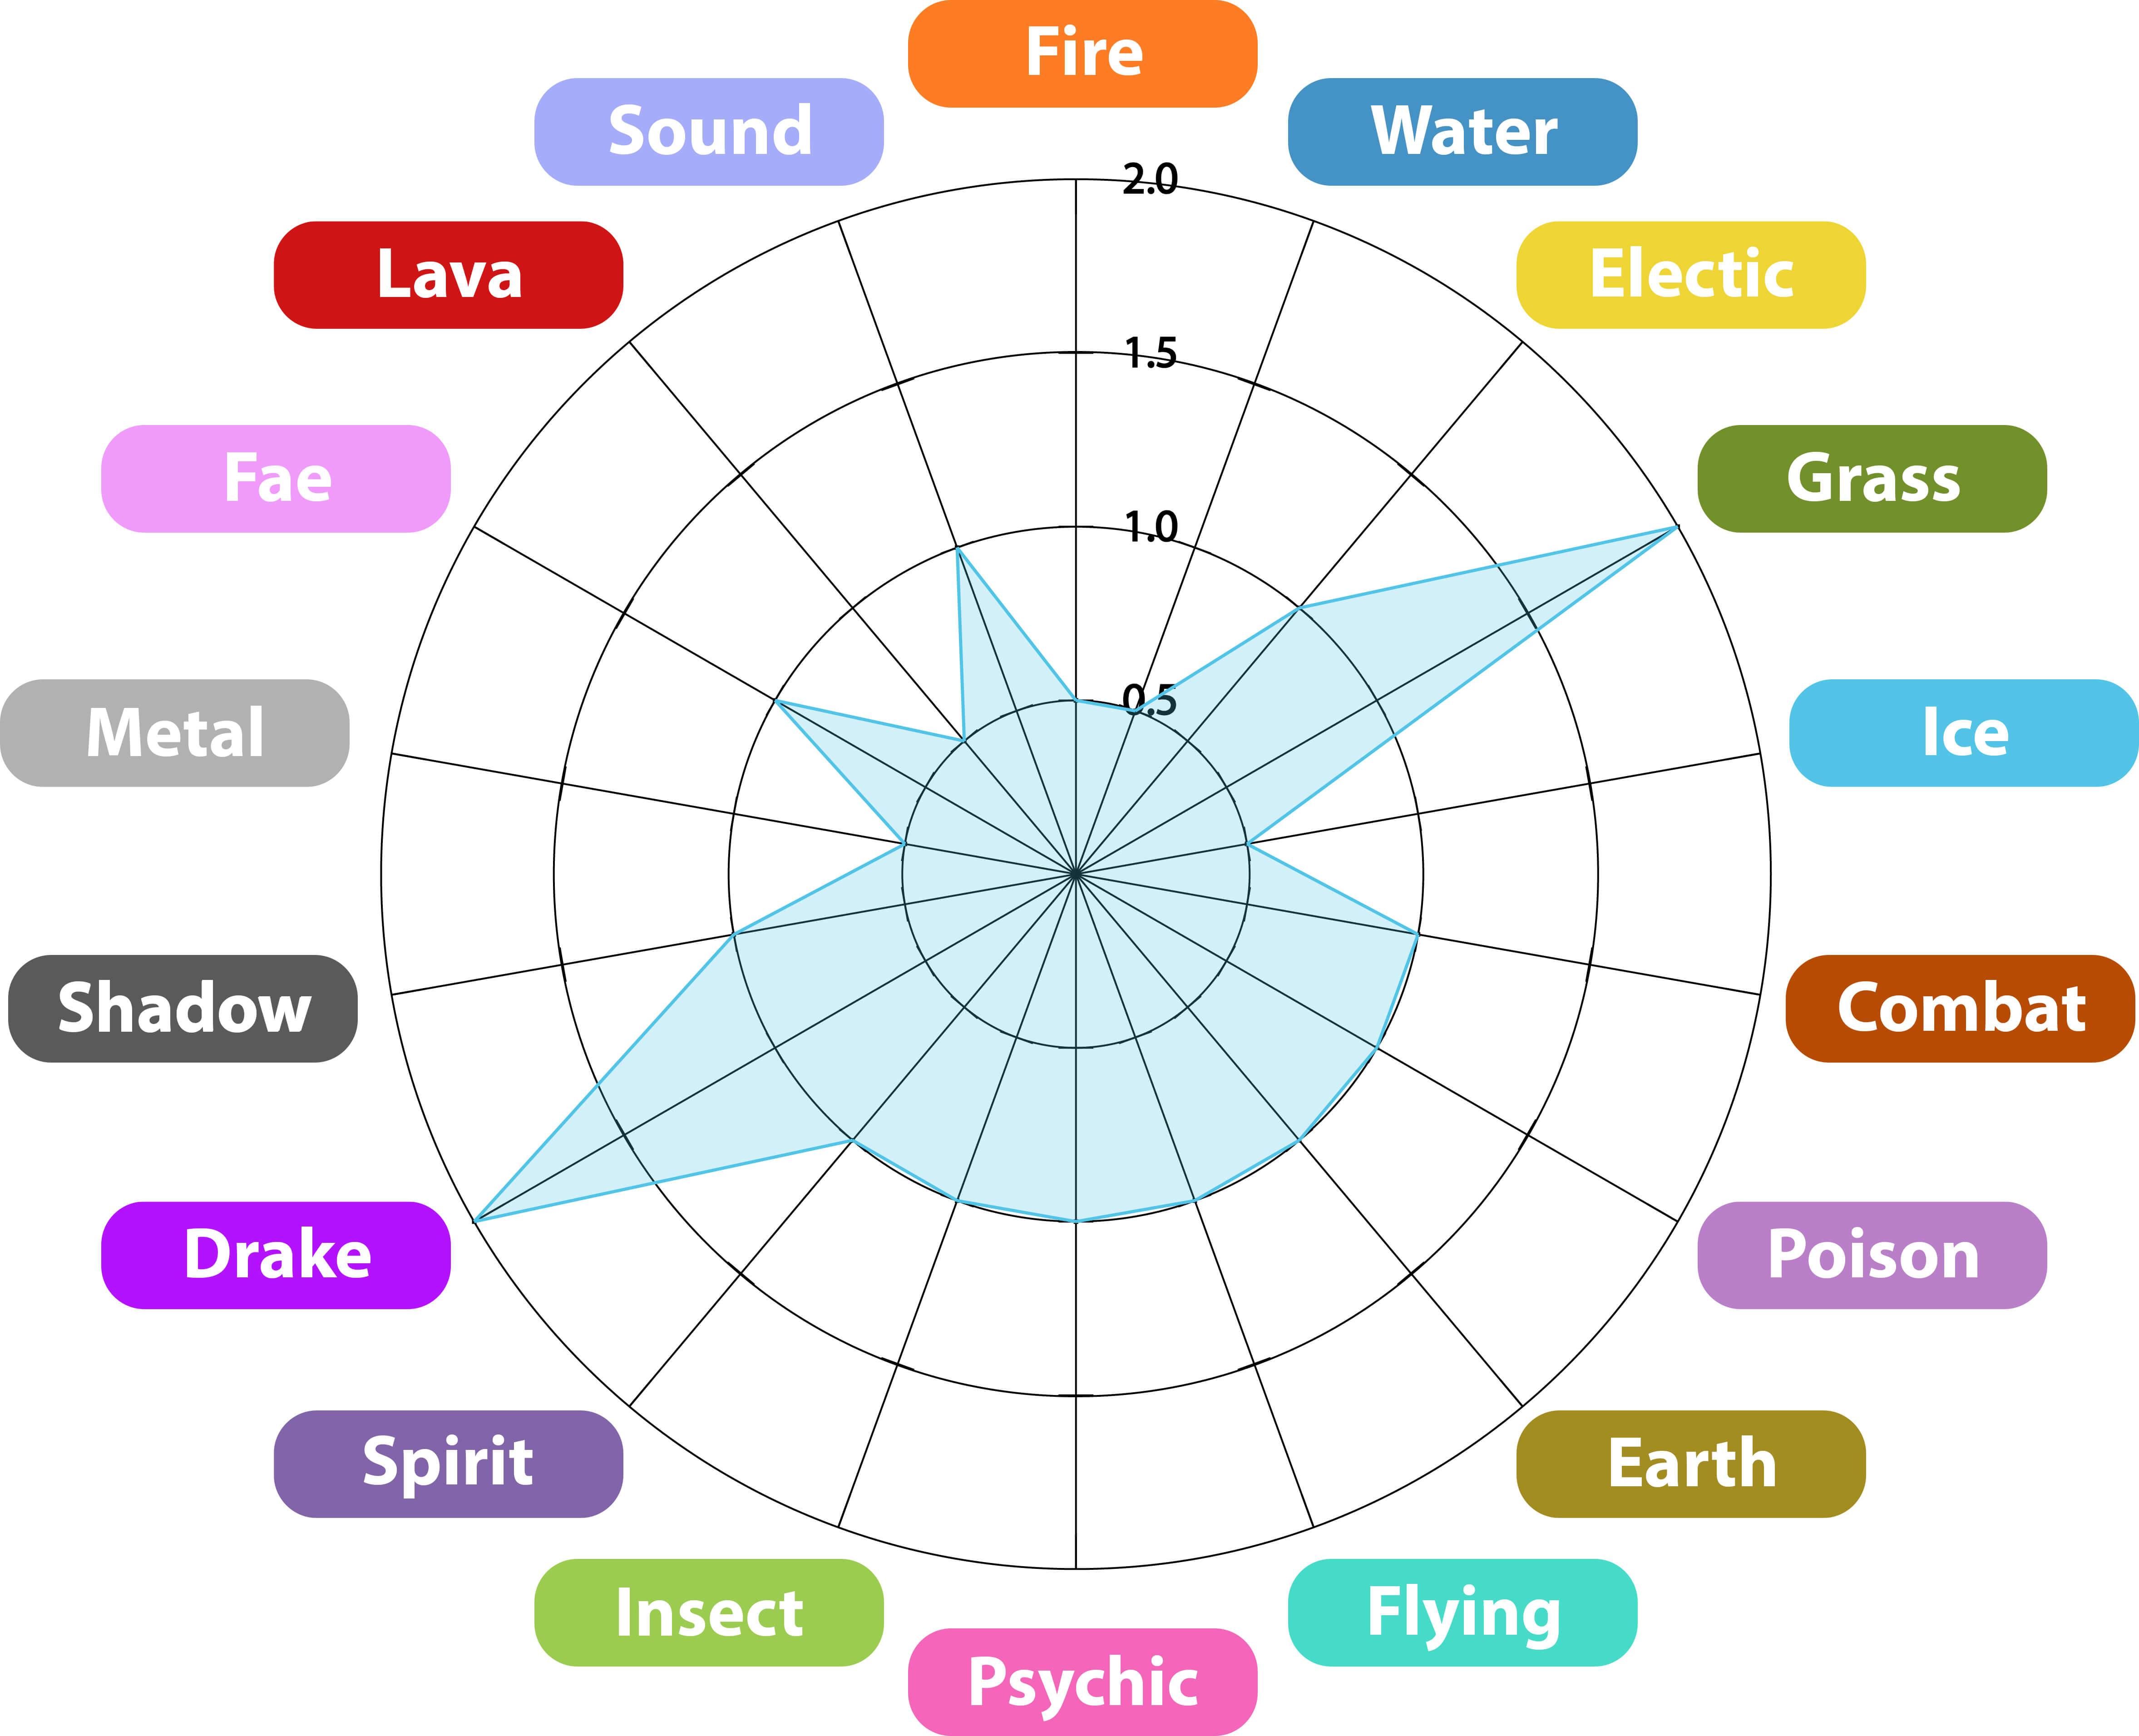 Fire
Sound
Water
2.0
Lava
Electic
1.5
Fae
Grass
1.0
Metal
0.5
Ice
Shadow
Combat
Drake
Poison
Spirit
Earth
Insect
Flying
Psychic